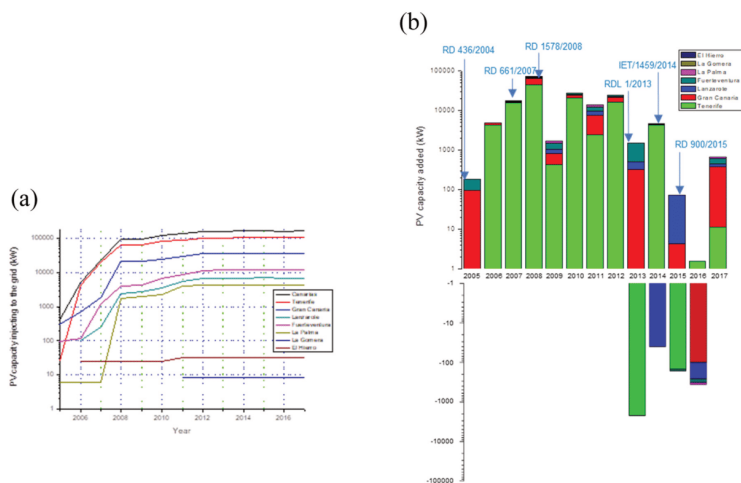 (a)
PV capacity injecting to the grid (kW)
100000
10000
1000
100
10
1
2006
2008
2010
2012
2014
2016
Year
Canarias
Tenerife
Gran Canaria
Lanzarote
Fuerteventura
La Palma
La Gomera
El Hierro
(b)
RD 436/2004
RD 661/2007
RD 1578/2008
RDL 1/2013
IET/1459/2014
RD 900/2015
El Hierro
La Gomera
La Palma
Fuerteventura
Lanzarote
Gran Canaria
Tenerife
PV capacity added (kW)
100000
10000
1000
100
10
1
2005 2006 2007 2008 2009 2010 2011 2012 2013 2014 2015 2016 2017
-1
-10
-100
-1000
-10000
-100000